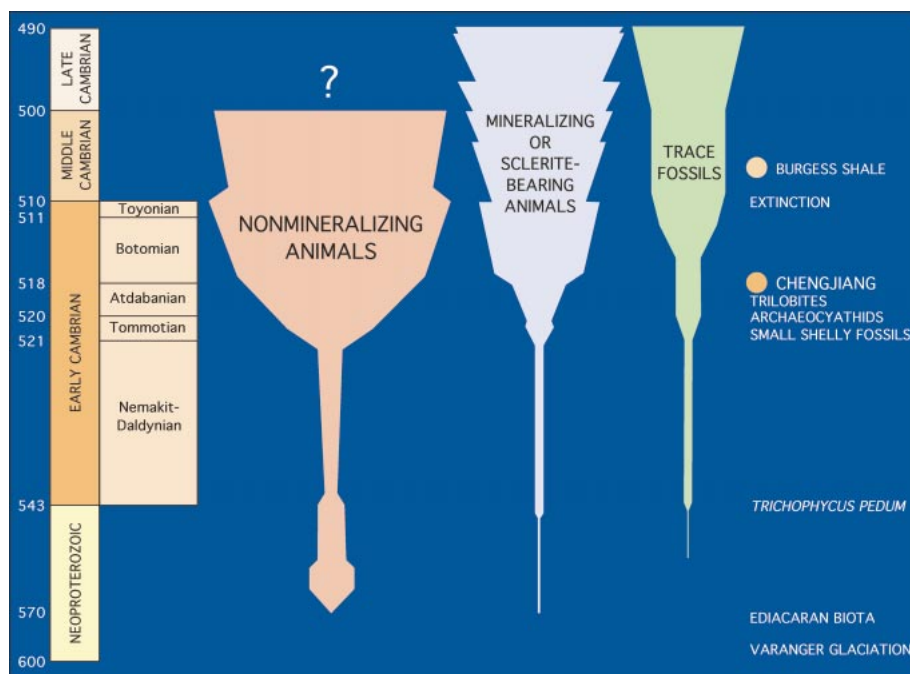 490
LATE
CAMBRIAN
500
MIDDLE
CAMBRIAN
510
511
518
520
521
EARLY CAMBRIAN
543
NEOPROTEROZOIC
570
600
Toyonian
Botomian
Atdabanian
Tommotian
Nemakit-
Daldynian
?
NONMINERALIZING
ANIMALS
MINERALIZING
OR
SCLERITE-
BEARING
ANIMALS
TRACE
FOSSILS
BURGESS SHALE
EXTINCTION
CHENGJIANG
TRILOBITES
ARCHAEOCYATHIDS
SMALL SHELLY FOSSILS
TRICHOPHYCUS PEDUM
EDIACARAN BIOTA
VARANGER GLACIATION